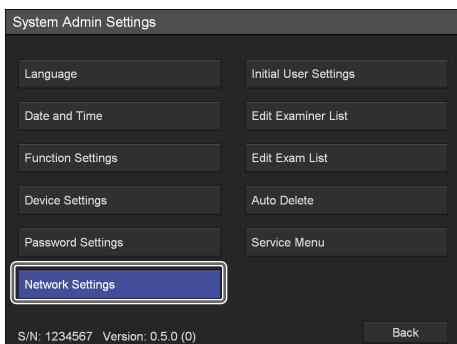 System Admin Settings
Language
Initial User Settings
Date and Time
Edit Examiner List
Function Settings
Edit Exam List
Device Settings
Auto Delete
Password Settings
Service Menu
Network Settings
S/N: 1234567 Version: 0.5.0 (0)
Back